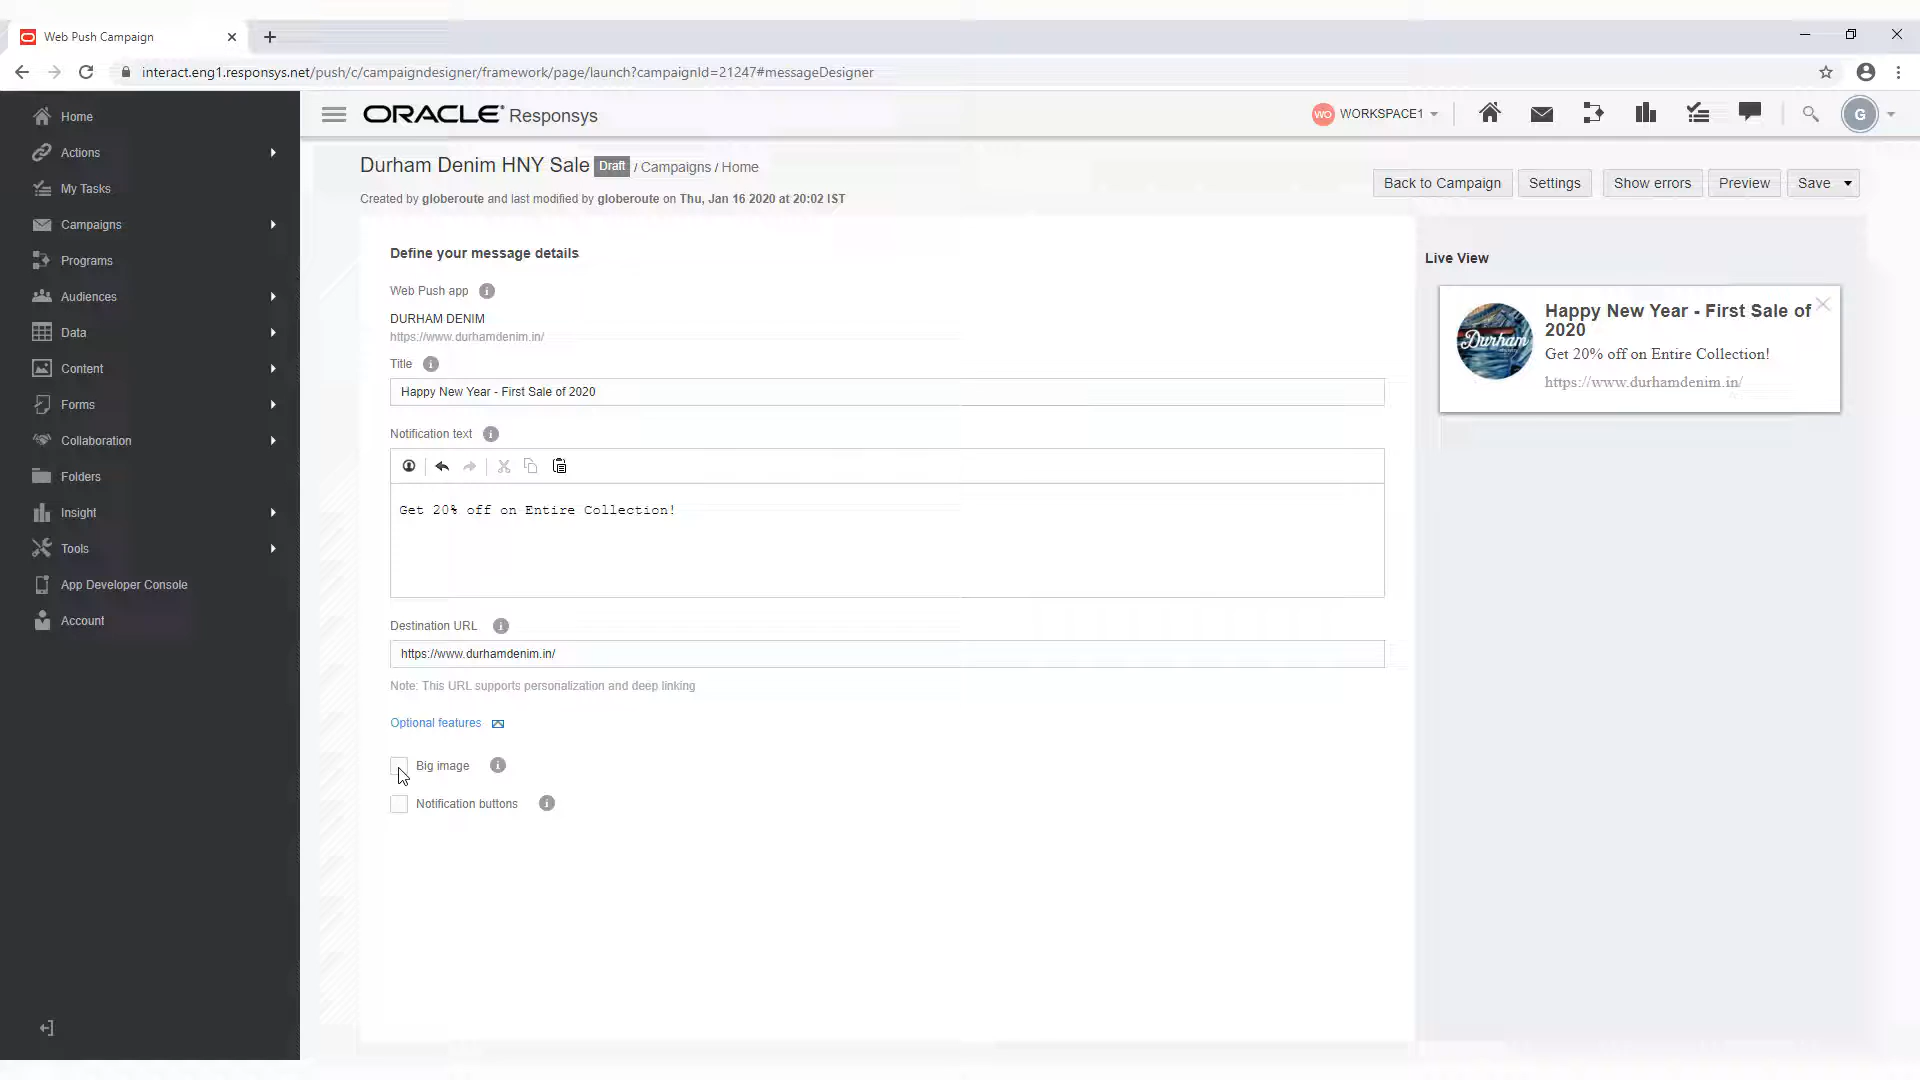 Web Push Campaign
interact.eng1.responsys.net/push/c/campaigndesigner/framework/page/launch?campaignId=21247#messageDesigner
Home
Actions
My Tasks
Campaigns
Programs
Audiences
Data
Content
Forms
Collaboration
Folders
Insight
Tools
App Developer Console
Account
ORACLE® Responsys
WO WORKSPACE1
G
Durham Denim HNY Sale Draft / Campaigns / Home
Created by globeroute and last modified by globeroute on Thu, Jan 16 2020 at 20:02 IST
Back to Campaign
Settings
Show errors
Preview
Save
Define your message details
Web Push app
DURHAM DENIM
https://www.durhamdenim.in/
Title
Happy New Year - First Sale of 2020
Notification text
Get 20% off on Entire Collection!
Destination URL
https://www.durhamdenim.in/
Note: This URL supports personalization and deep linking
Optional features
Big image
Notification buttons
Live View
Durham
Happy New Year - First Sale of
2020
Get 20% off on Entire Collection!
https://www.durhamdenim.in/